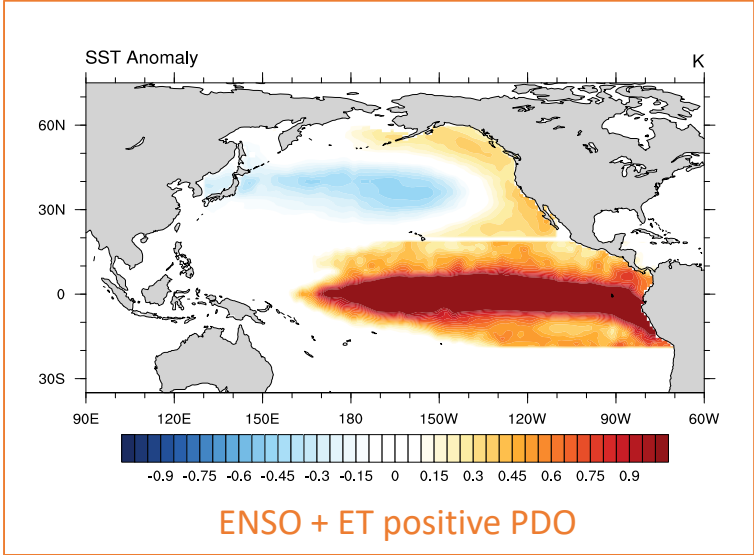 SST Anomaly K
60N
30N
0
30S
90E 120E 150E 180 150W 120W 90W 60W
-0.9 -0.75 -0.6 -0.45 -0.3 -0.15 0 0.15 0.3 0.45 0.6 0.75 0.9
ENSO + ET positive PDO